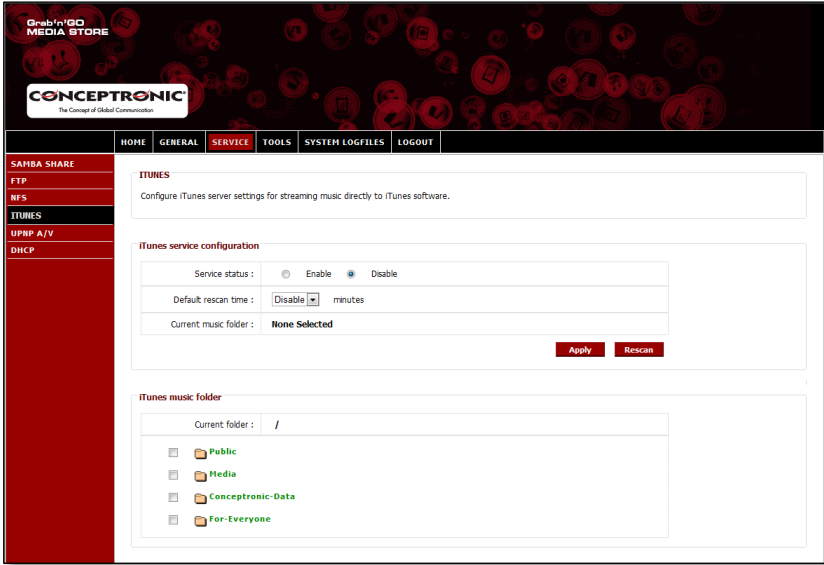 Grab'n'GO
MEDIA STORE
CONCEPTRONIC
The Concept of Global Communication
HOME GENERAL SERVICE TOOLS SYSTEM LOGFILES LOGOUT
SAMBA SHARE
FTP
NFS
ITUNES
UPNP A/V
DHCP
ITUNES
Configure iTunes server settings for streaming music directly to iTunes software.
iTunes service configuration
Service status : Enable Disable
Default rescan time : Disable minutes
Current music folder : None Selected
Apply Rescan
iTunes music folder
Current folder : /
Public
Media
Conceptronic-Data
For-Everyone